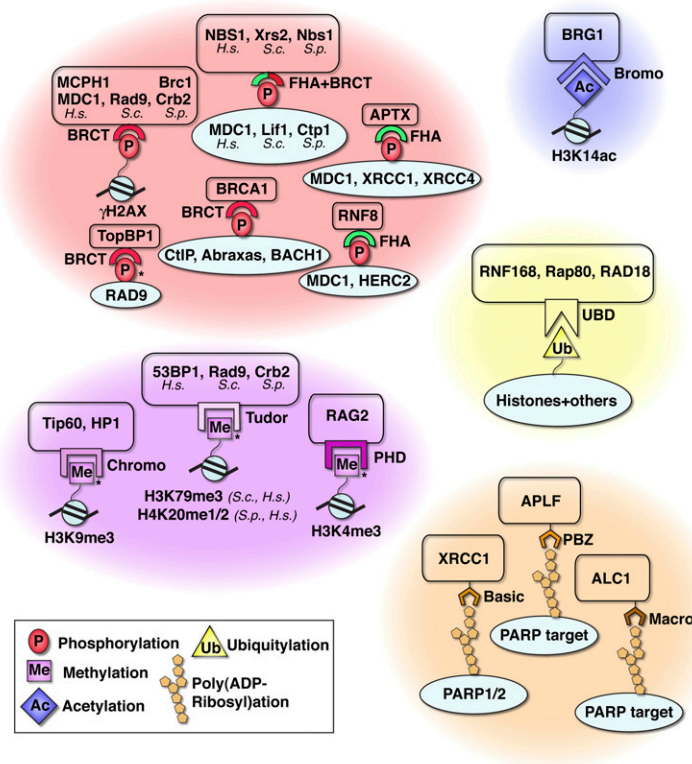 NBS1, Xrs2, Nbs1
H.s. S.c. S.p.
FHA+BRCT
P
MDC1, Lif1, Ctp1
H.s. S.c. S.p.
MCPH1 Brc1
MDC1, Rad9, Crb2
H.s. S.c. S.p.
BRCT
P
γH2AX
APTX
FHA
P
MDC1, XRCC1, XRCC4
BRCA1
BRCT
P
CtIP, Abraxas, BACH1
RNF8
FHA
P
MDC1, HERC2
TopBP1
BRCT
P *
RAD9
BRG1
Bromo
Ac
H3K14ac
RNF168, Rap80, RAD18
UBD
Ub
Histones+others
53BP1, Rad9, Crb2
H.s. S.c. S.p.
Tudor
Me *
H3K79me3 (S.c., H.s.)
H4K20me1/2 (S.p., H.s.)
Tip60, HP1
Chromo
Me *
H3K9me3
RAG2
PHD
Me *
H3K4me3
APLF
PBZ
PARP target
XRCC1
Basic
PARP1/2
ALC1
Macro
PARP target
P Phosphorylation
Ub Ubiquitylation
Me Methylation
Poly(ADP-
Ribosyl)ation
Ac Acetylation